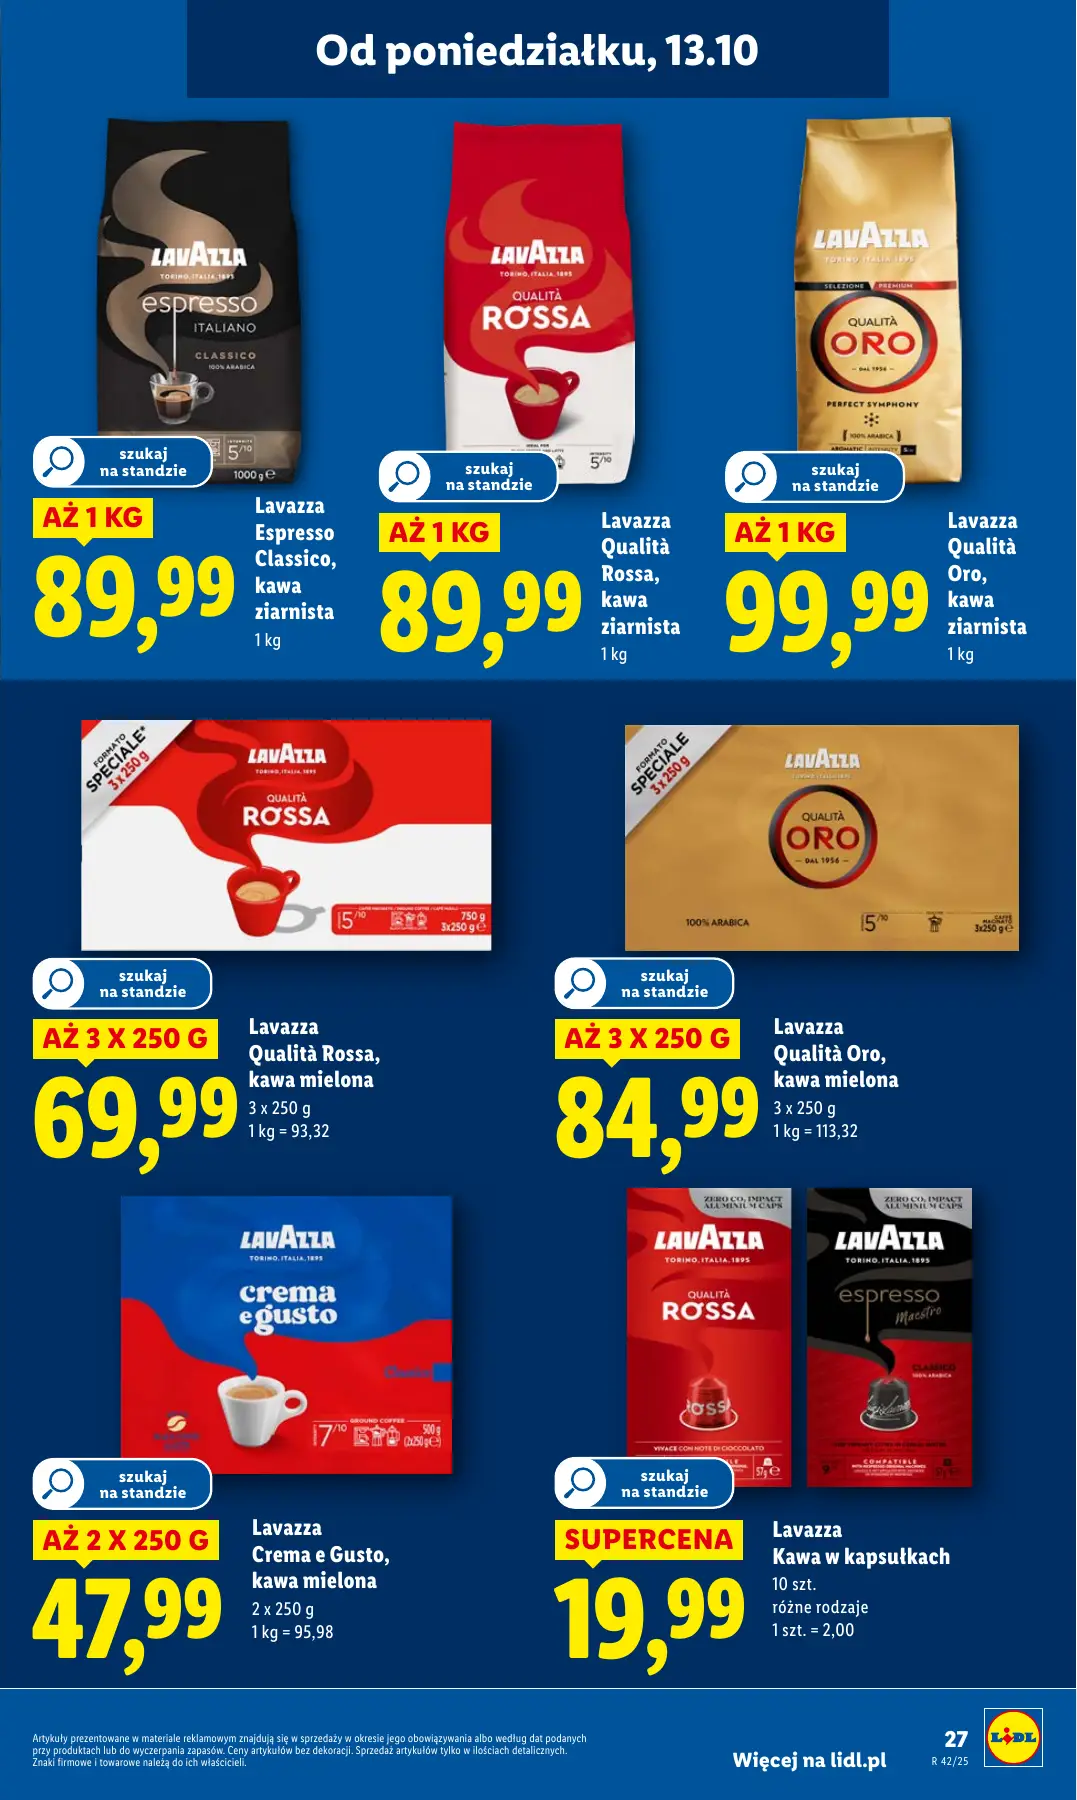 Od poniedziałku, 13.10
LAVAZZA
TORINO, ITALIA, 1895
espresso
ITALIANO
CLASSICO
100% ARABICA
INTENSITY
5/10
1000 g e
LAVAZZA
TORINO, ITALIA, 1895
QUALITÀ
ROSSA
IDEAL FOR
INTENSITY
5/10
LAVAZZA
TORINO, ITALIA, 1895
SELEZIONE PREMIUM
QUALITÀ
ORO
DAL 1956
PERFECT SYMPHONY
100% ARABICA
AROMATIC INTENSITY 5
szukaj
na standzie
AŻ 1 KG
89,99
Lavazza
Espresso
Classico,
kawa
ziarnista
1 kg
szukaj
na standzie
AŻ 1 KG
89,99
Lavazza
Qualità
Rossa,
kawa
ziarnista
1 kg
szukaj
na standzie
AŻ 1 KG
99,99
Lavazza
Qualità
Oro,
kawa
ziarnista
1 kg
FORMATO
SPECIALE*
3x250g
LAVAZZA
TORINO, ITALIA, 1895
QUALITÀ
ROSSA
5/10
750 g
3x250 g e
FORMATO
SPECIALE
3x250g
LAVAZZA
TORINO, ITALIA, 1895
QUALITÀ
ORO
DAL 1956
100% ARABICA
5/10
CAFFÈ
MACINATO
3x250 g e
szukaj
na standzie
AŻ 3 X 250 G
69,99
Lavazza
Qualità Rossa,
kawa mielona
3 x 250 g
1 kg = 93,32
szukaj
na standzie
AŻ 3 X 250 G
84,99
Lavazza
Qualità Oro,
kawa mielona
3 x 250 g
1 kg = 113,32
LAVAZZA
TORINO, ITALIA, 1895
crema
e gusto
Classico
GROUND COFFEE
INTENSITY
7/10
500 g
(2x250 g e)
ZERO CO₂ IMPACT
ALUMINIUM CAPS
LAVAZZA
TORINO, ITALIA, 1895
QUALITÀ
ROSSA
VIVACE CON NOTE DI CIOCCOLATO
57g e
ZERO CO₂ IMPACT
ALUMINIUM CAPS
LAVAZZA
TORINO, ITALIA, 1895
espresso
Maestro
CLASSICO
100% ARABICA
COMPATIBLE
szukaj
na standzie
AŻ 2 X 250 G
47,99
Lavazza
Crema e Gusto,
kawa mielona
2 x 250 g
1 kg = 95,98
szukaj
na standzie
SUPERCENA
19,99
Lavazza
Kawa w kapsułkach
10 szt.
różne rodzaje
1 szt. = 2,00
Artykuły prezentowane w materiale reklamowym znajdują się w sprzedaży w okresie jego obowiązywania albo według dat podanych
przy produktach lub do wyczerpania zapasów. Ceny artykułów bez dekoracji. Sprzedaż artykułów tylko w ilościach detalicznych.
Znaki firmowe i towarowe należą do ich właścicieli.
Więcej na lidl.pl
27
R 42/25
LIDL